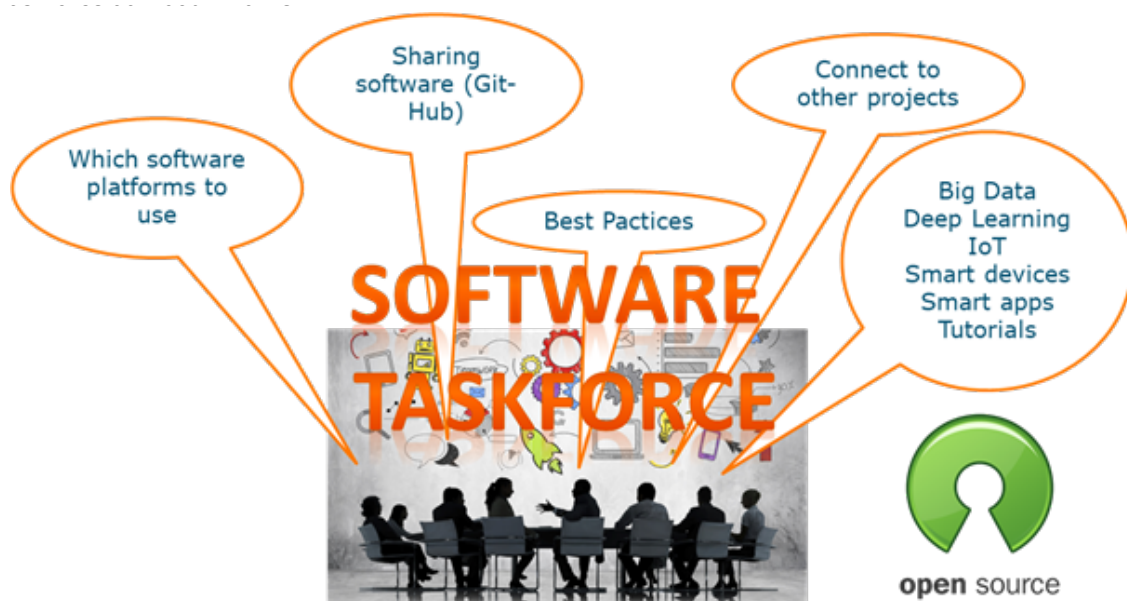 Sharing
software (Git-
Hub)
Connect to
other projects
Which software
platforms to
use
Best Pactices
Big Data
Deep Learning
IoT
Smart devices
Smart apps
Tutorials
SOFTWARE
TASKFORCE
open source